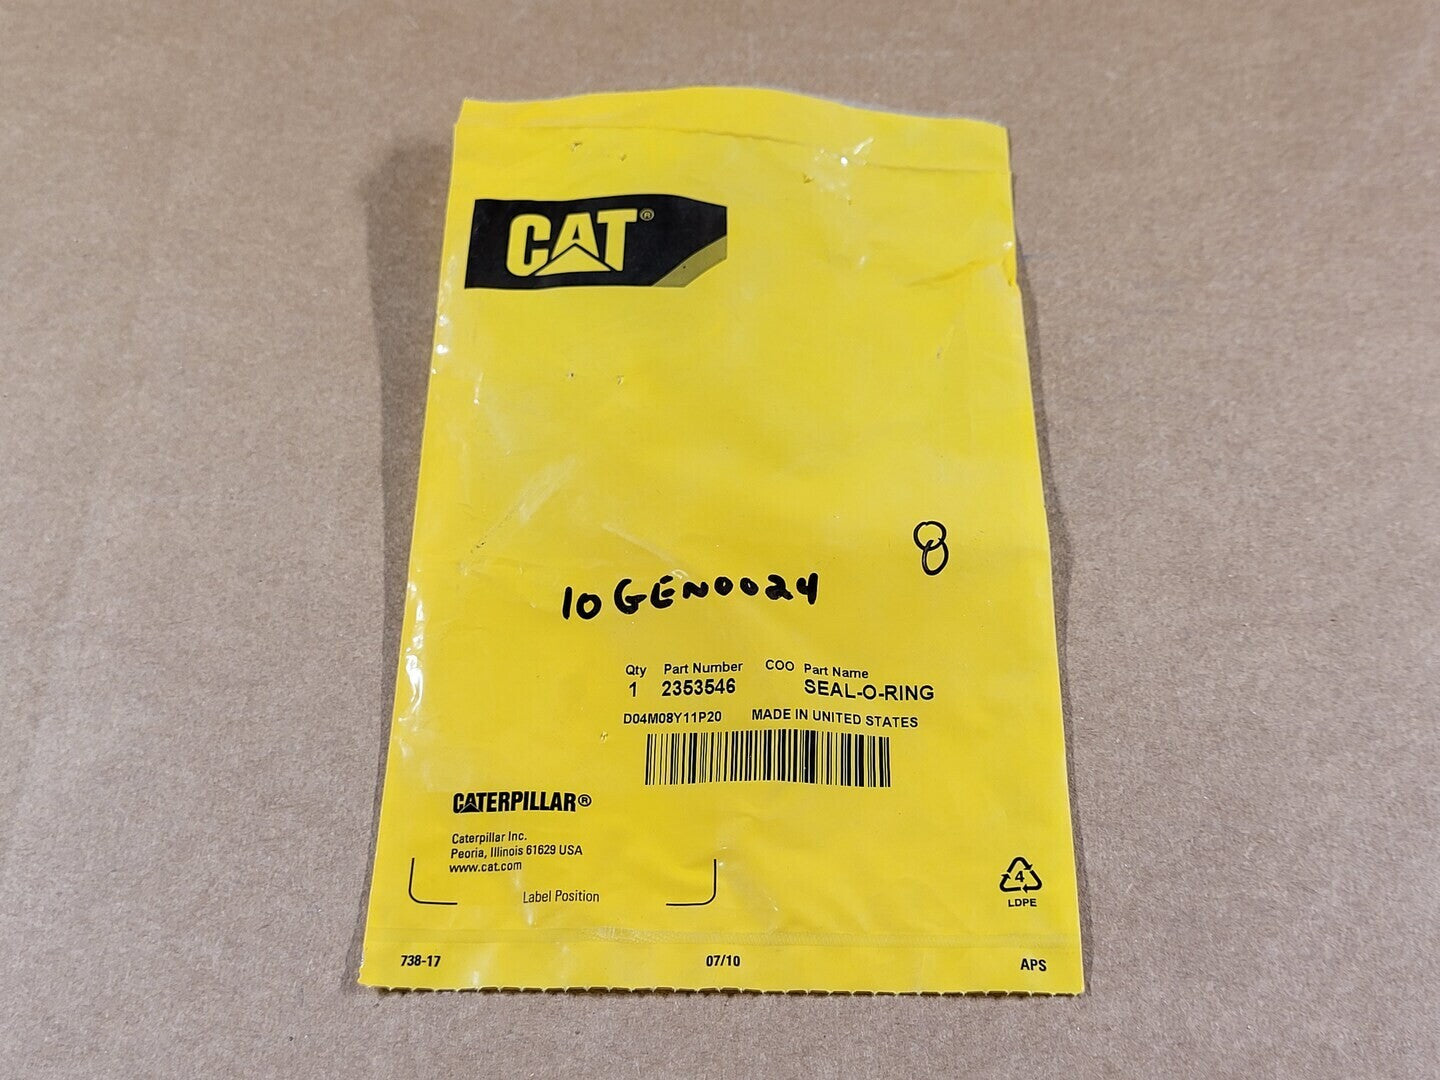 CAT®
8
10GEN0024
Qty Part Number COO Part Name
1 2353546 SEAL-O-RING
D04M08Y11P20 MADE IN UNITED STATES
CATERPILLAR®
Caterpillar Inc.
Peoria, Illinois 61629 USA
www.cat.com
Label Position
4
LDPE
738-17 07/10 APS